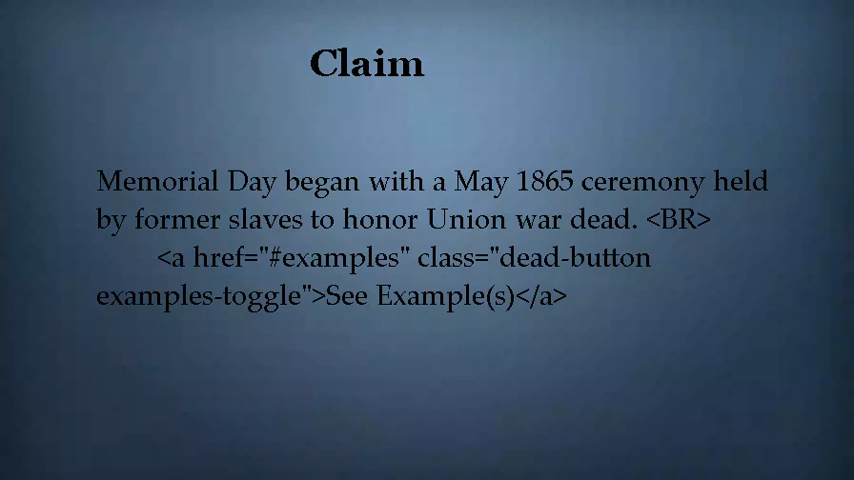 Claim
Memorial Day began with a May 1865 ceremony held
by former slaves to honor Union war dead. <BR>
<a href="#examples" class="dead-button
examples-toggle">See Example(s)</a>